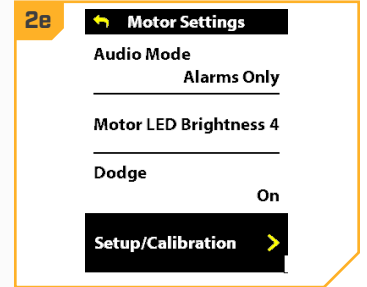 2e
Motor Settings
Audio Mode
Alarms Only
Motor LED Brightness 4
Dodge
On
Setup/Calibration